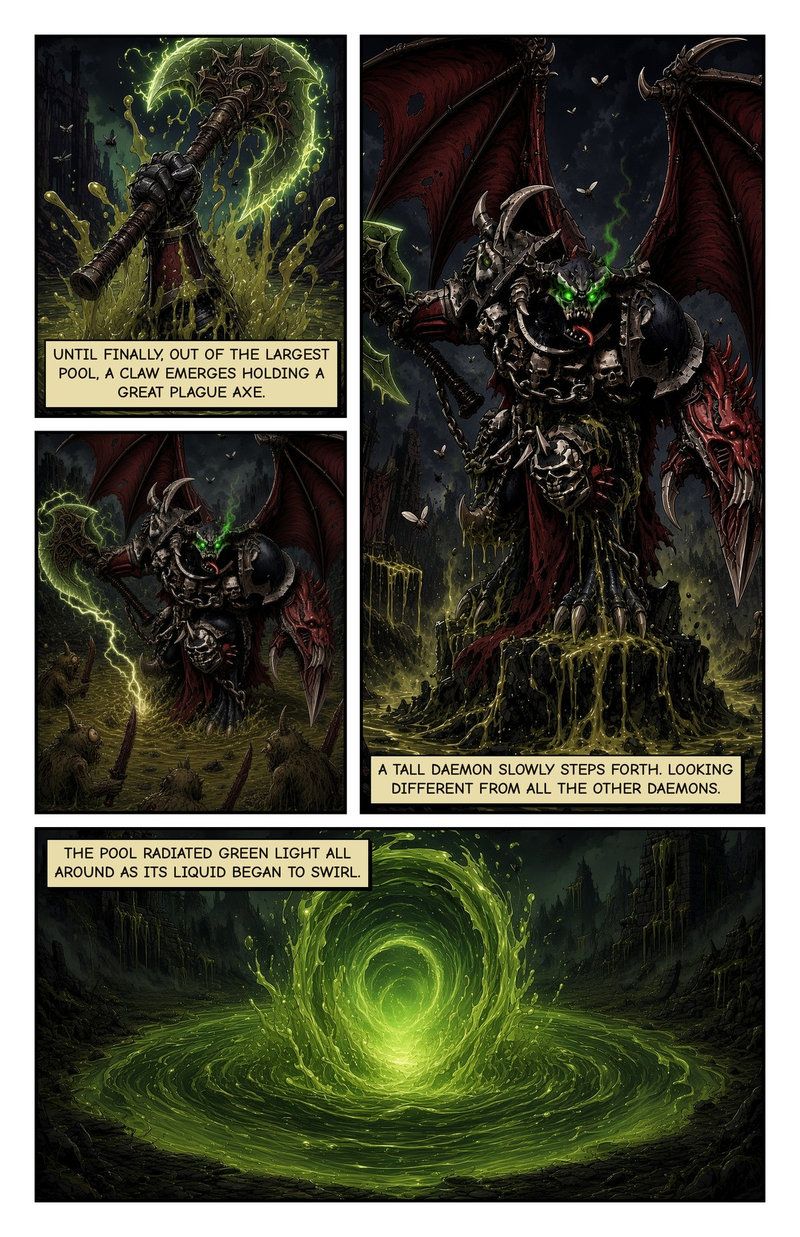 UNTIL FINALLY, OUT OF THE LARGEST
POOL, A CLAW EMERGES HOLDING A
GREAT PLAGUE AXE.
A TALL DAEMON SLOWLY STEPS FORTH. LOOKING
DIFFERENT FROM ALL THE OTHER DAEMONS.
THE POOL RADIATED GREEN LIGHT ALL
AROUND AS ITS LIQUID BEGAN TO SWIRL.